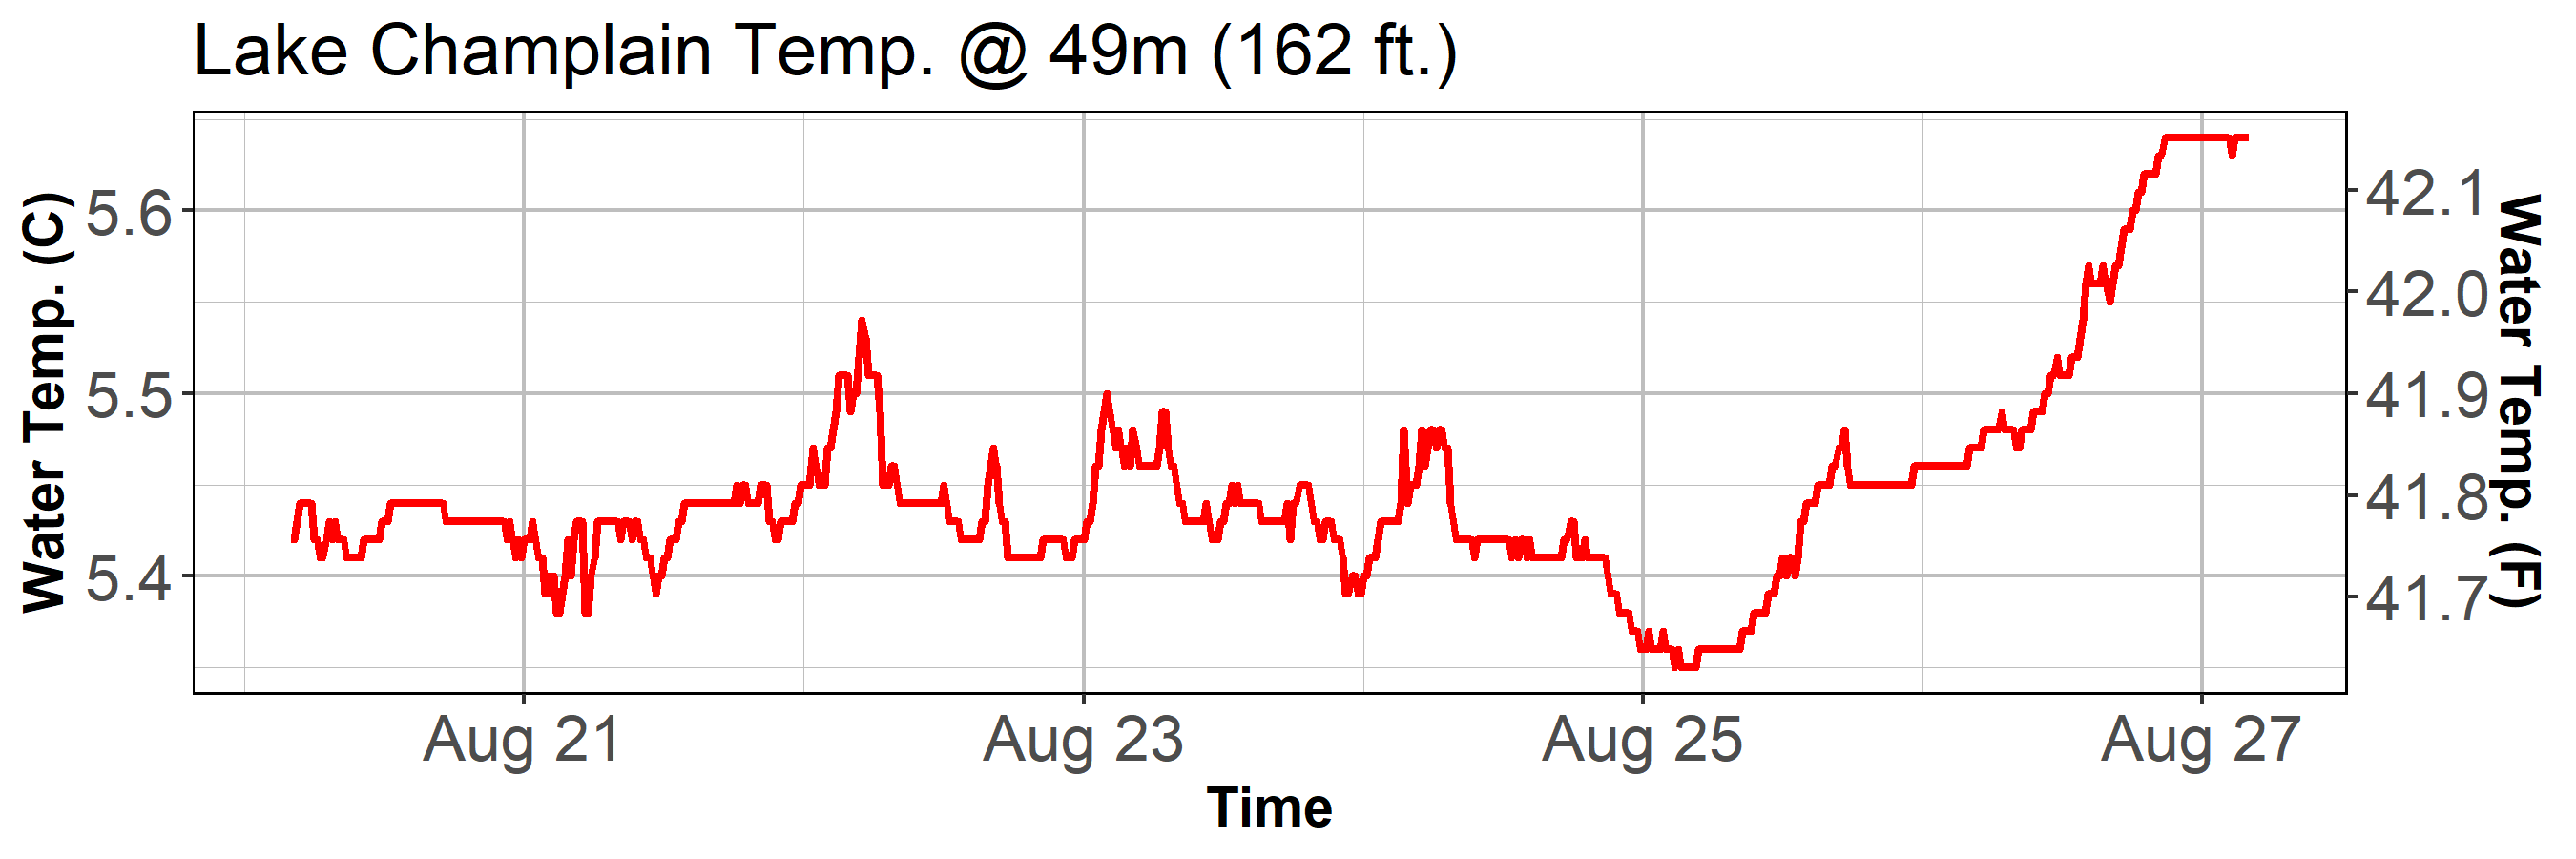 Lake Champlain Temp. @ 49m (162 ft.)
Water Temp. (C)
5.6
5.5
5.4
42.1
42.0
41.9
41.8
41.7
Water Temp. (F)
Aug 21
Aug 23
Aug 25
Aug 27
Time